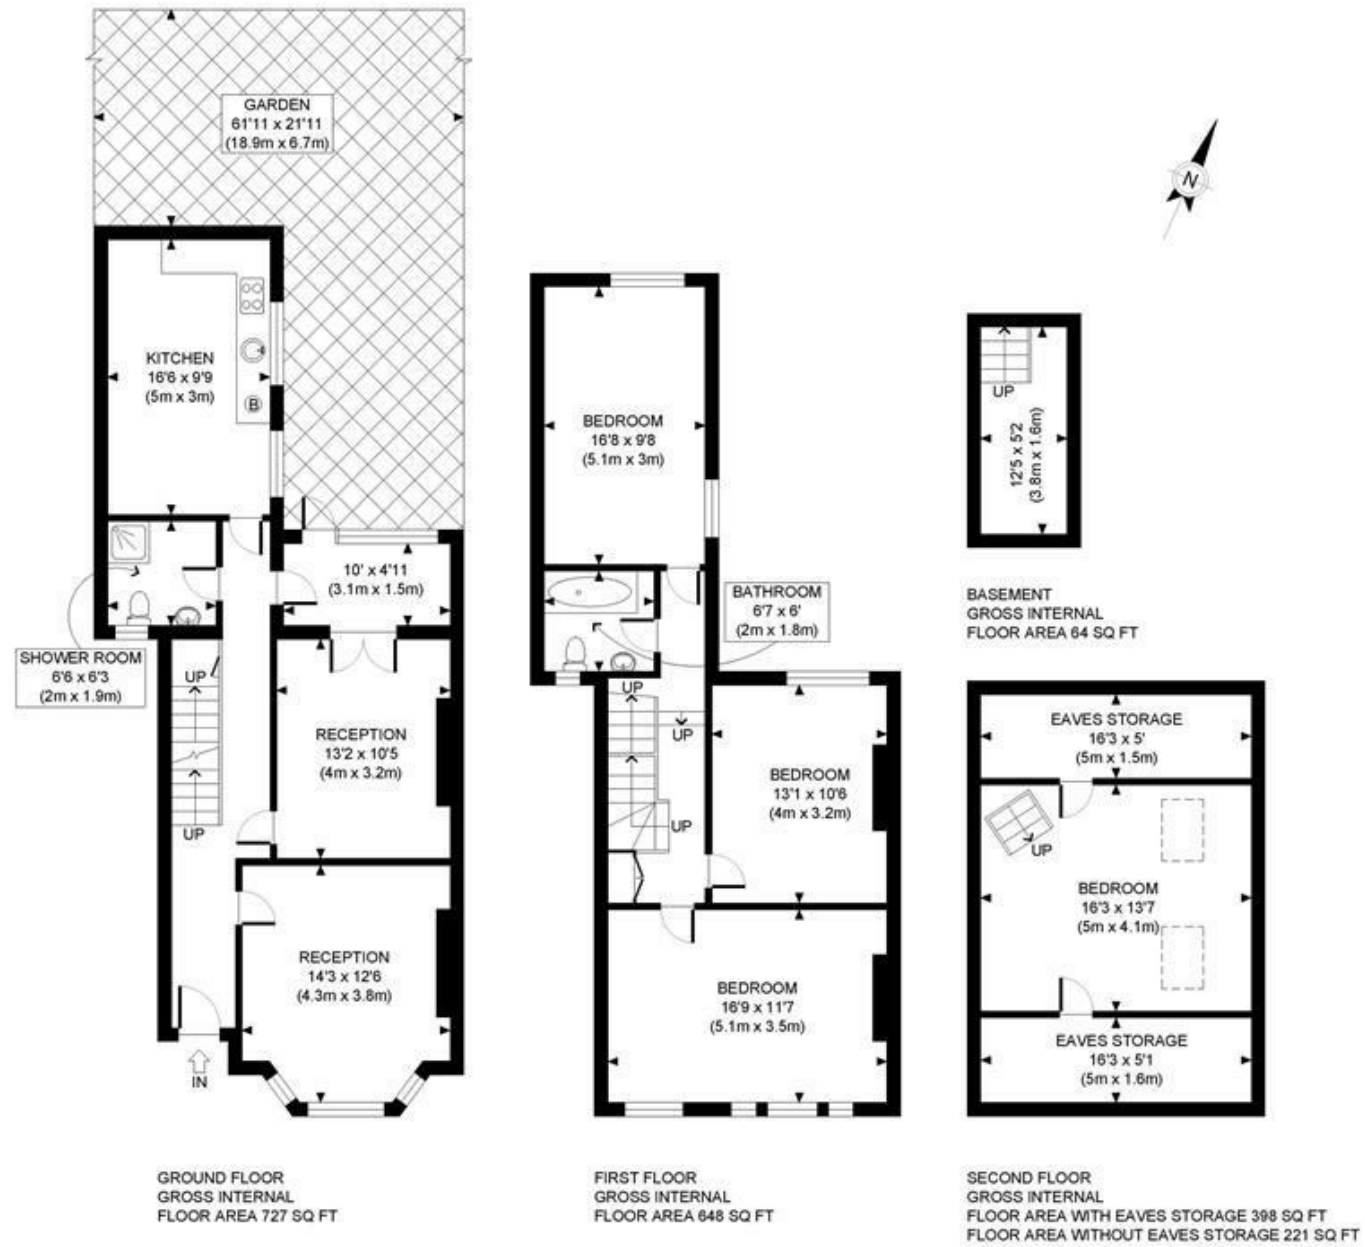 GARDEN
61'11 x 21'11
(18.9m x 6.7m)
KITCHEN
16'6 x 9'9
(5m x 3m)
B
10' x 4'11
(3.1m x 1.5m)
SHOWER ROOM
6'6 x 6'3
(2m x 1.9m)
UP
RECEPTION
13'2 x 10'5
(4m x 3.2m)
UP
RECEPTION
14'3 x 12'6
(4.3m x 3.8m)
IN
GROUND FLOOR
GROSS INTERNAL
FLOOR AREA 727 SQ FT
BEDROOM
16'8 x 9'8
(5.1m x 3m)
BATHROOM
6'7 x 6'
(2m x 1.8m)
UP
UP
BEDROOM
13'1 x 10'6
(4m x 3.2m)
UP
BEDROOM
16'9 x 11'7
(5.1m x 3.5m)
FIRST FLOOR
GROSS INTERNAL
FLOOR AREA 648 SQ FT
N
UP
12'5 x 5'2
(3.8m x 1.6m)
BASEMENT
GROSS INTERNAL
FLOOR AREA 64 SQ FT
EAVES STORAGE
16'3 x 5'
(5m x 1.5m)
UP
BEDROOM
16'3 x 13'7
(5m x 4.1m)
EAVES STORAGE
16'3 x 5'1
(5m x 1.6m)
SECOND FLOOR
GROSS INTERNAL
FLOOR AREA WITH EAVES STORAGE 398 SQ FT
FLOOR AREA WITHOUT EAVES STORAGE 221 SQ FT